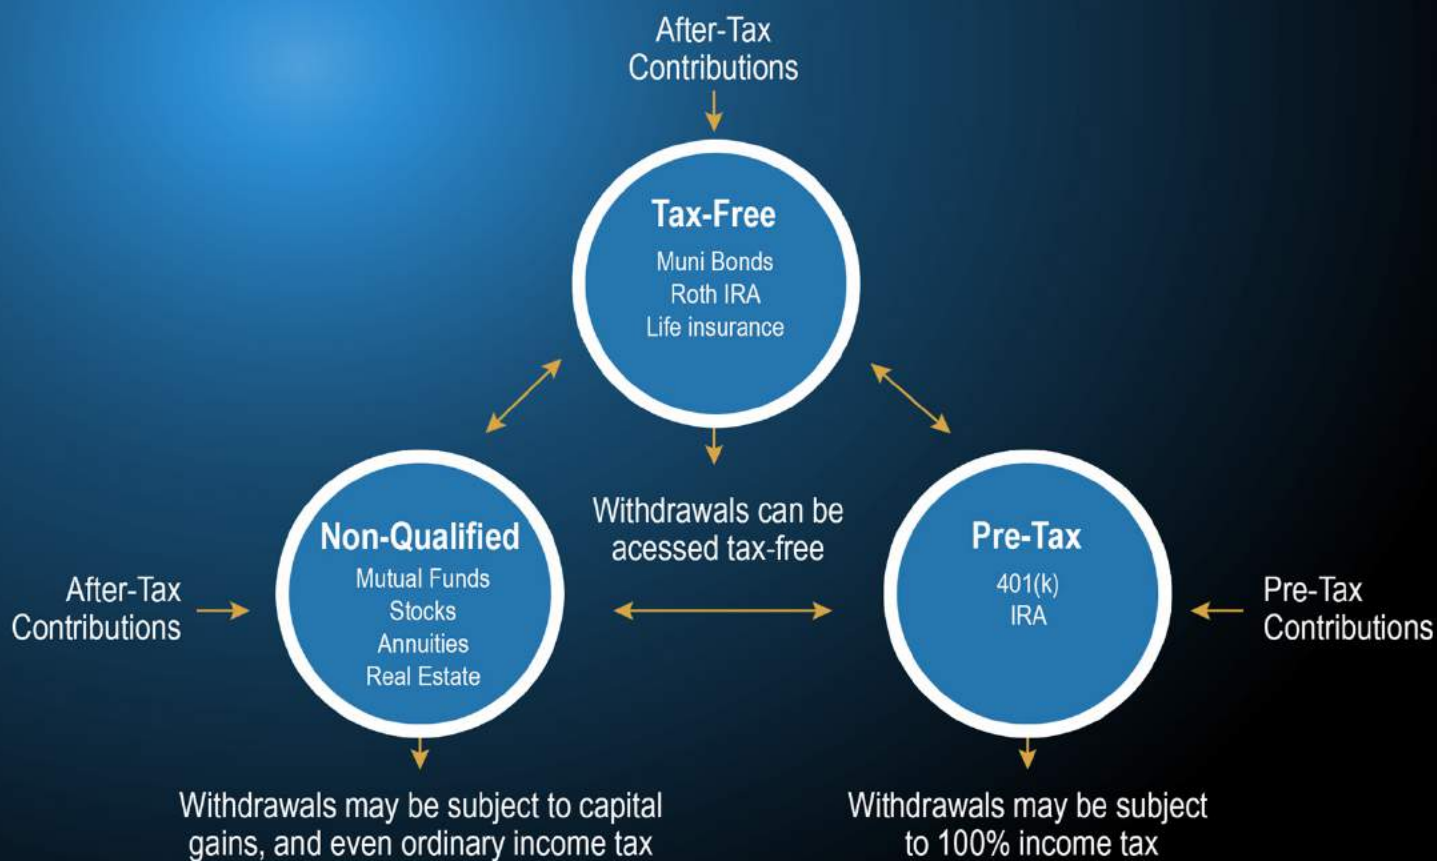 After-Tax
Contributions
Tax-Free
Muni Bonds
Roth IRA
Life insurance
Withdrawals can be
acessed tax-free
Non-Qualified
Mutual Funds
Stocks
Annuities
Real Estate
After-Tax
Contributions
Pre-Tax
401(k)
IRA
Pre-Tax
Contributions
Withdrawals may be subject to capital
gains, and even ordinary income tax
Withdrawals may be subject
to 100% income tax